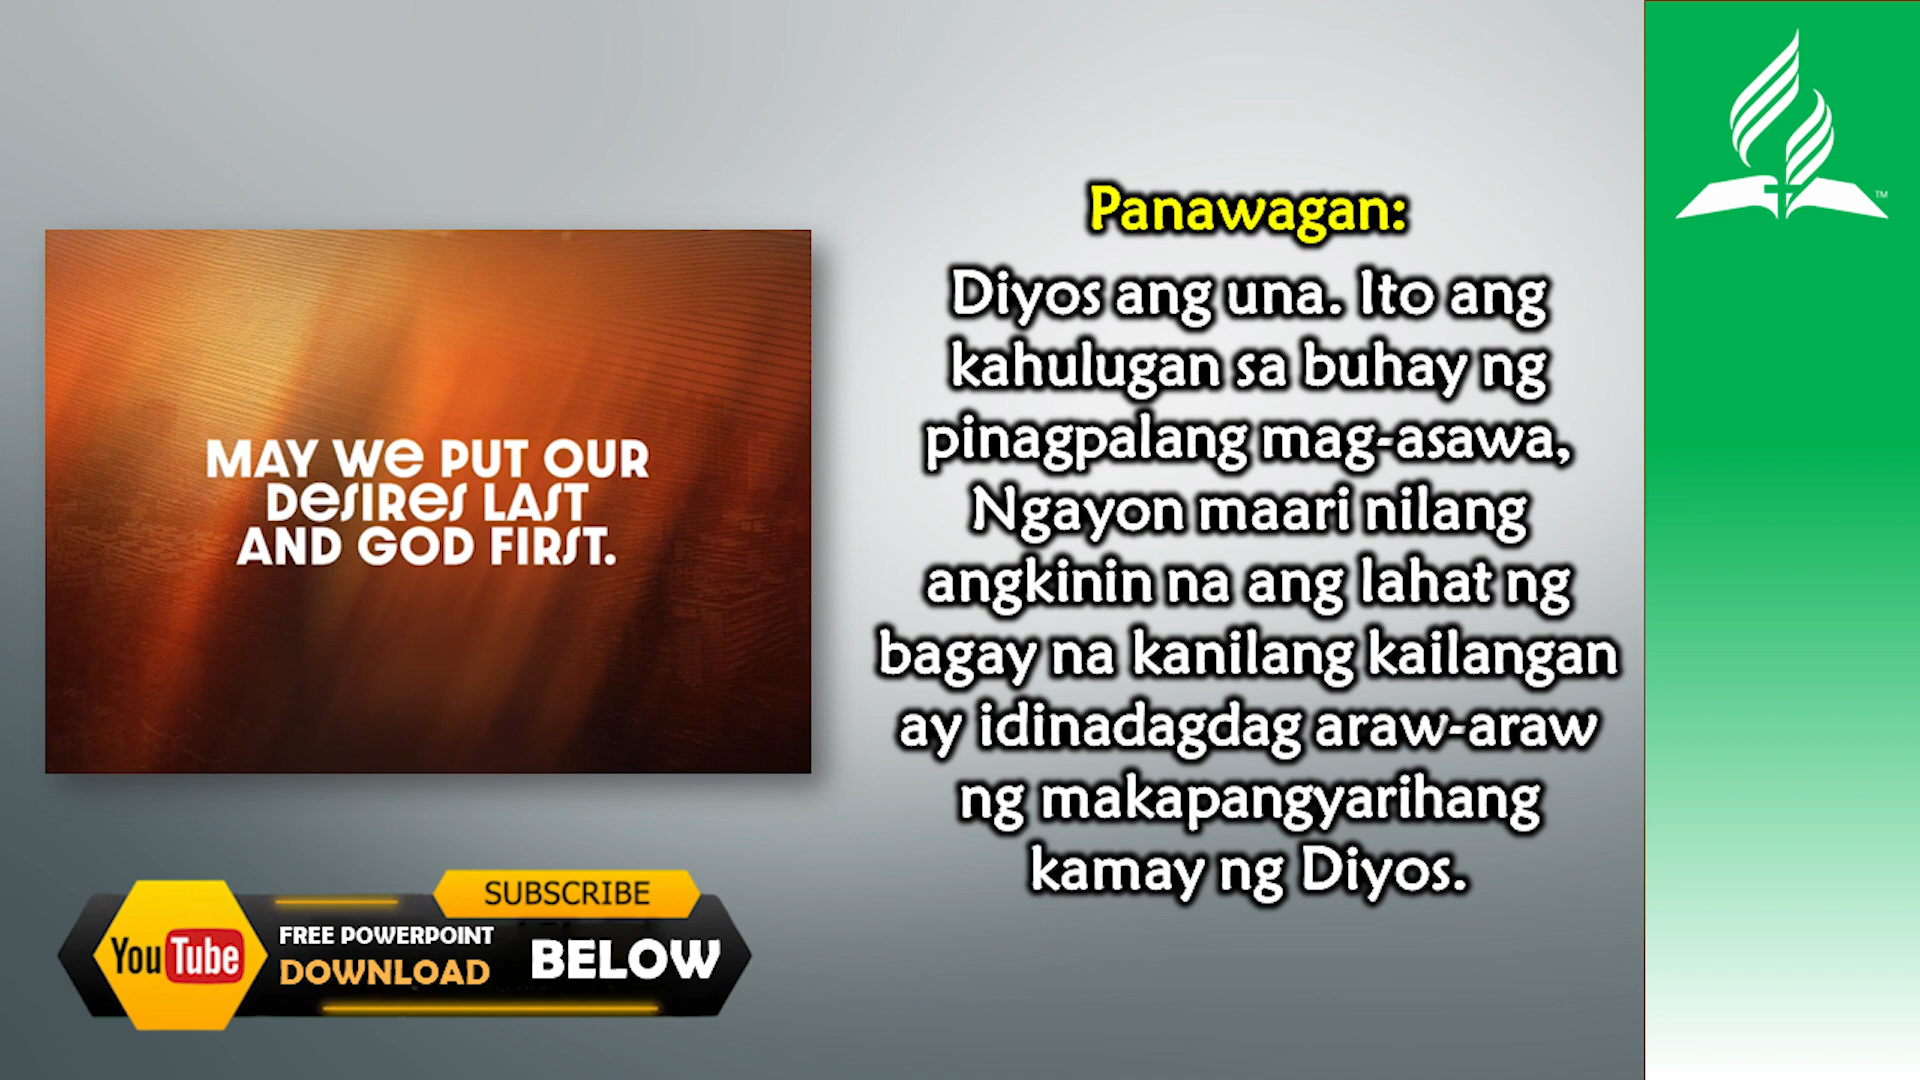 MAY WE PUT OUR
DESIRES LAST
AND GOD FIRST.
Panawagan:
Diyos ang una. Ito ang
kahulugan sa buhay ng
pinagpalang mag-asawa,
Ngayon maari nilang
angkinin na ang lahat ng
bagay na kanilang kailangan
ay idinadagdag araw-araw
ng makapangyarihang
kamay ng Diyos.
SUBSCRIBE
YouTube
FREE POWERPOINT
DOWNLOAD
BELOW
TM